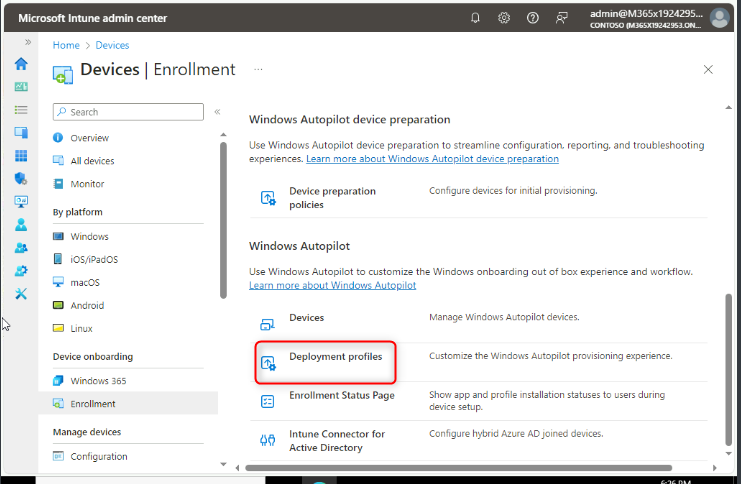 Microsoft Intune admin center
admin@M365x1924295...
CONTOSO (M365X19242953.ON...
Home > Devices
Devices | Enrollment ...
Search
Overview
All devices
Monitor
By platform
Windows
iOS/iPadOS
macOS
Android
Linux
Device onboarding
Windows 365
Enrollment
Manage devices
Configuration
Windows Autopilot device preparation
Use Windows Autopilot device preparation to streamline configuration, reporting, and troubleshooting
experiences. Learn more about Windows Autopilot device preparation
Device preparation
policies
Configure devices for initial provisioning.
Windows Autopilot
Use Windows Autopilot to customize the Windows onboarding out of box experience and workflow.
Learn more about Windows Autopilot
Devices
Manage Windows Autopilot devices.
Deployment profiles
Customize the Windows Autopilot provisioning experience.
Enrollment Status Page
Show app and profile installation statuses to users during
device setup.
Intune Connector for
Active Directory
Configure hybrid Azure AD joined devices.